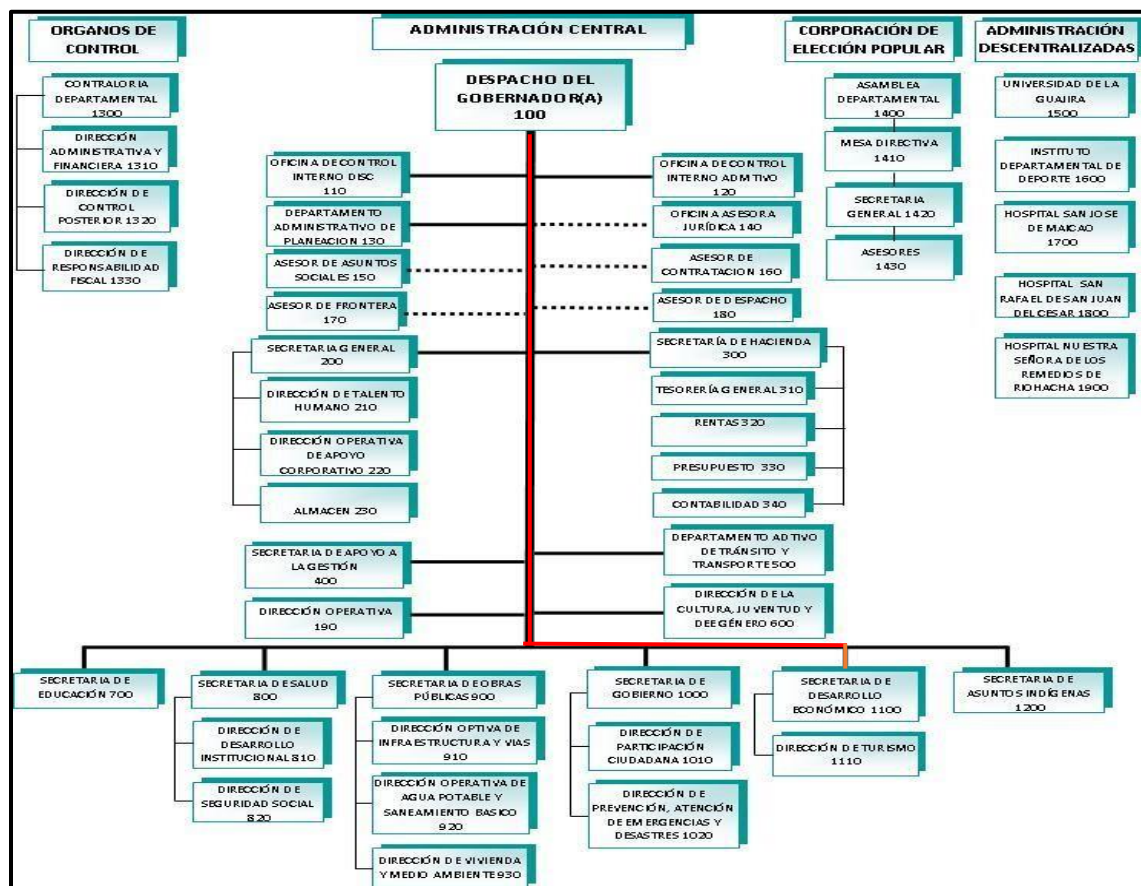 ORGANOS DE
CONTROL
CONTRALORIA
DEPARTAMENTAL
1300
DIRECCIÓN
ADMINISTRATIVA Y
FINANCIERA 1310
DIRECCIÓN DE
CONTROL
POSTERIOR 1320
DIRECCIÓN DE
RESPONSABILIDAD
FISCAL 1330
ADMINISTRACIÓN CENTRAL
DESPACHO DEL
GOBERNADOR(A)
100
OFICINA DE CONTROL
INTERNO DISC
110
OFICINA DE CONTROL
INTERNO ADMTIVO
120
DEPARTAMENTO
ADMINISTRATIVO DE
PLANEACION 130
OFICINA ASESORA
JURÍDICA 140
ASESOR DE ASUNTOS
SOCIALES 150
ASESOR DE
CONTRATACION 160
ASESOR DE FRONTERA
170
ASESOR DE DESPACHO
180
SECRETARIA GENERAL
200
DIRECCIÓN DE TALENTO
HUMANO 210
DIRECCIÓN OPERATIVA
DE APOYO
CORPORATIVO 220
ALMACEN 230
SECRETARÍA DE HACIENDA
300
TESORERÍA GENERAL 310
RENTAS 320
PRESUPUESTO 330
CONTABILIDAD 340
SECRETARIA DE APOYO A
LA GESTIÓN
400
DEPARTAMENTO ADTIVO
DE TRÁNSITO Y
TRANSPORTE 500
DIRECCIÓN OPERATIVA
190
DIRECCIÓN DE LA
CULTURA, JUVENTUD Y
DEE GÉNERO 600
CORPORACIÓN DE
ELECCIÓN POPULAR
ASAMBLEA
DEPARTAMENTAL
1400
MESA DIRECTIVA
1410
SECRETARIA
GENERAL 1420
ASESORES
1430
ADMINISTRACIÓN
DESCENTRALIZADAS
UNIVERSIDAD DE LA
GUAJIRA
1500
INSTITUTO
DEPARTAMENTAL DE
DEPORTE 1600
HOSPITAL SAN JOSE
DE MAICAO
1700
HOSPITAL SAN
RAFAEL DE SAN JUAN
DEL CESAR 1800
HOSPITAL NUESTRA
SEÑORA DE LOS
REMEDIOS DE
RIOHACHA 1900
SECRETARIA DE
EDUCACIÓN 700
SECRETARIA DE SALUD
800
DIRECCIÓN DE
DESARROLLO
INSTITUCIONAL 810
DIRECCIÓN DE
SEGURIDAD SOCIAL
820
SECRETARIA DE OBRAS
PÚBLICAS 900
DIRECCIÓN OPTIVA DE
INFRAESTRUCTURA Y VIAS
910
DIRECCIÓN OPERATIVA DE
AGUA POTABLE Y
SANEAMIENTO BASICO
920
DIRECCIÓN DE VIVIENDA
Y MEDIO AMBIENTE 930
SECRETARIA DE
GOBIERNO 1000
DIRECCIÓN DE
PARTICIPACIÓN
CIUDADANA 1010
DIRECCIÓN DE
PREVENCIÓN, ATENCIÓN
DE EMERGENCIAS Y
DESASTRES 1020
SECRETARIA DE
DESARROLLO
ECONÓMICO 1100
DIRECCIÓN DE TURISMO
1110
SECRETARIA DE
ASUNTOS INDÍGENAS
1200